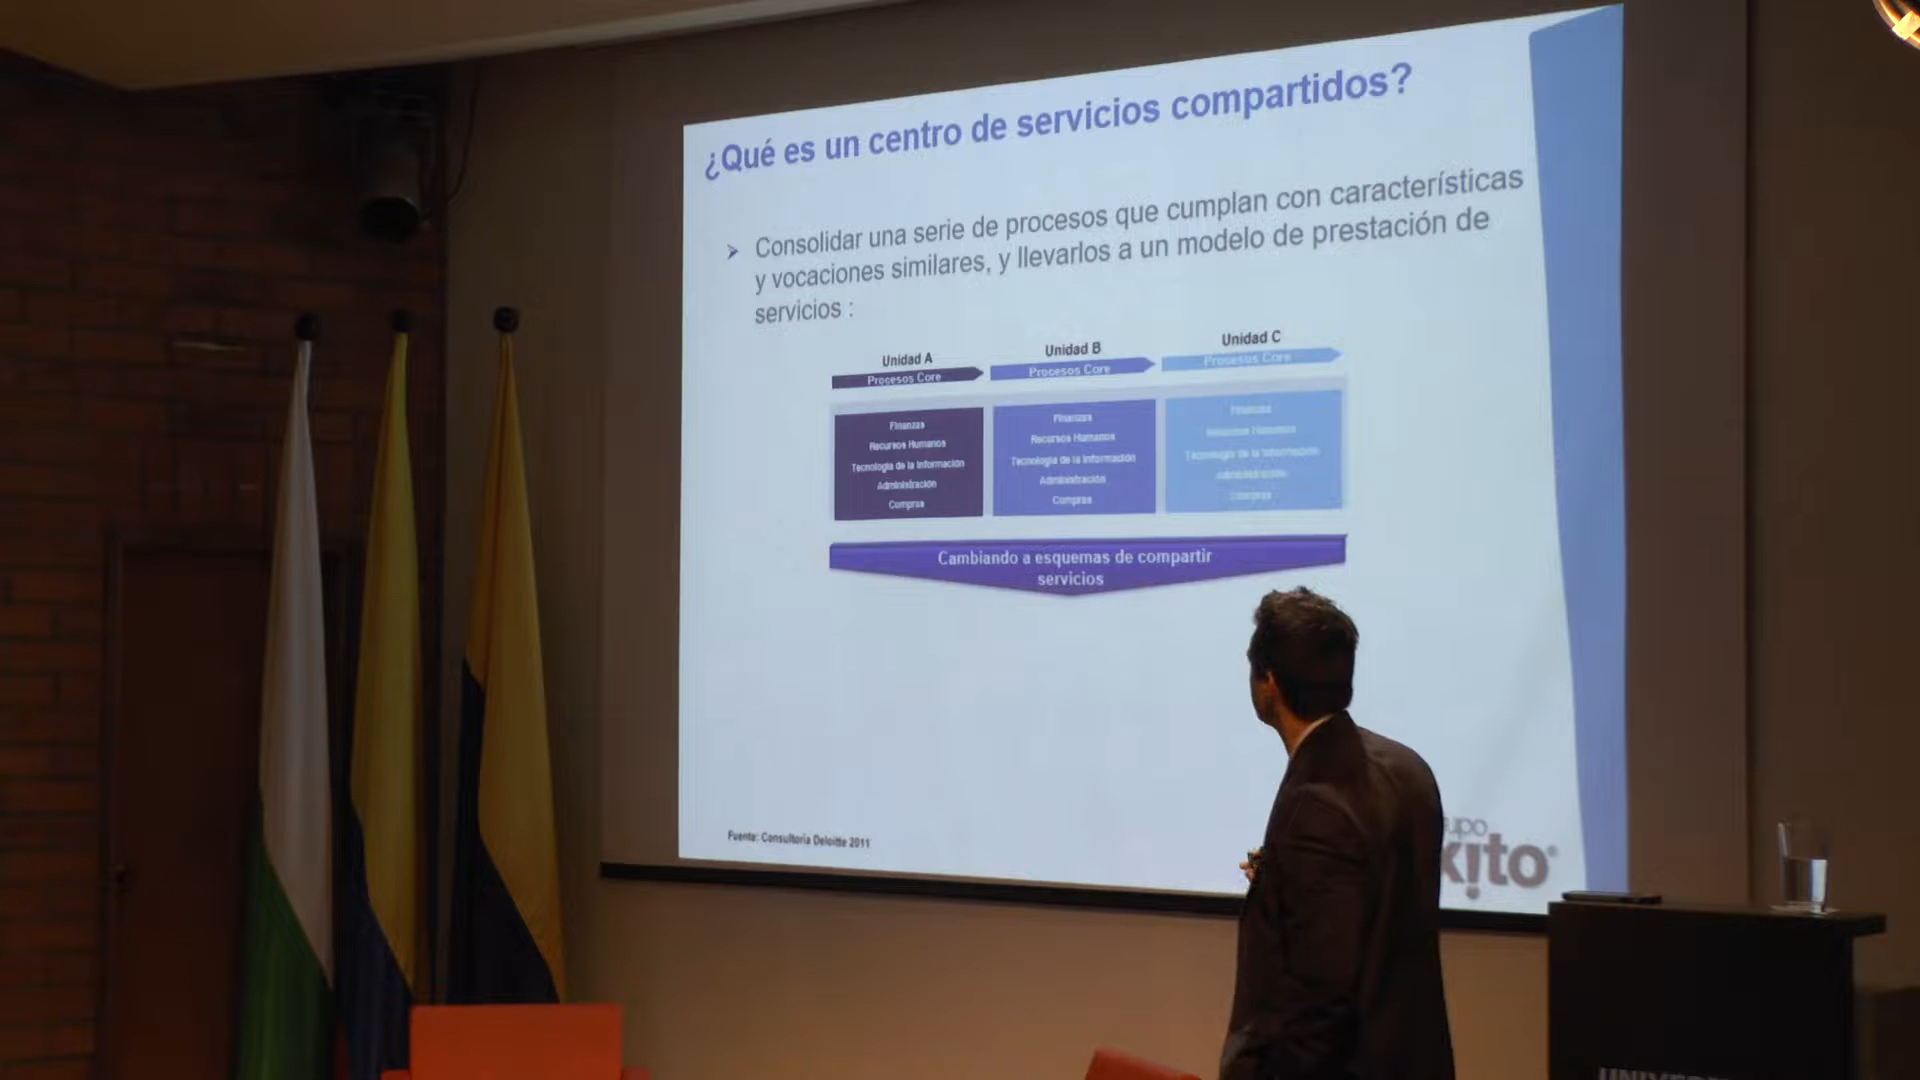 ¿Qué es un centro de servicios compartidos?
➤ Consolidar una serie de procesos que cumplan con características
y vocaciones similares, y llevarlos a un modelo de prestación de
servicios :
Unidad A
Unidad B
Unidad C
Procesos Core
Procesos Core
Procesos Core
Finanzas
Recursos Humanos
Tecnología de la Información
Administración
Compras
Finanzas
Recursos Humanos
Tecnología de la Información
Administración
Compras
Finanzas
Recursos Humanos
Tecnología de la Información
Administración
Compras
Cambiando a esquemas de compartir
servicios
Fuente: Consultoría Deloitte 2011
upo
xito